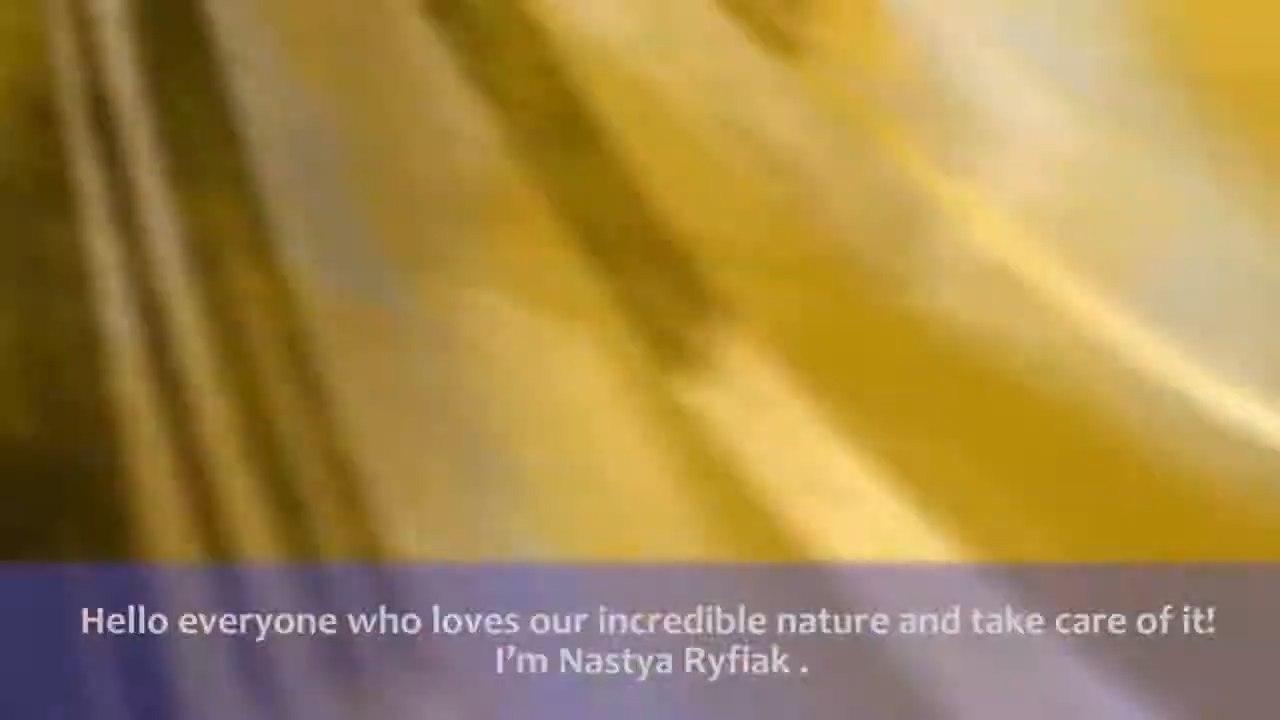 Hello everyone who loves our incredible nature and take care of it!
I'm Nastya Ryfiak .